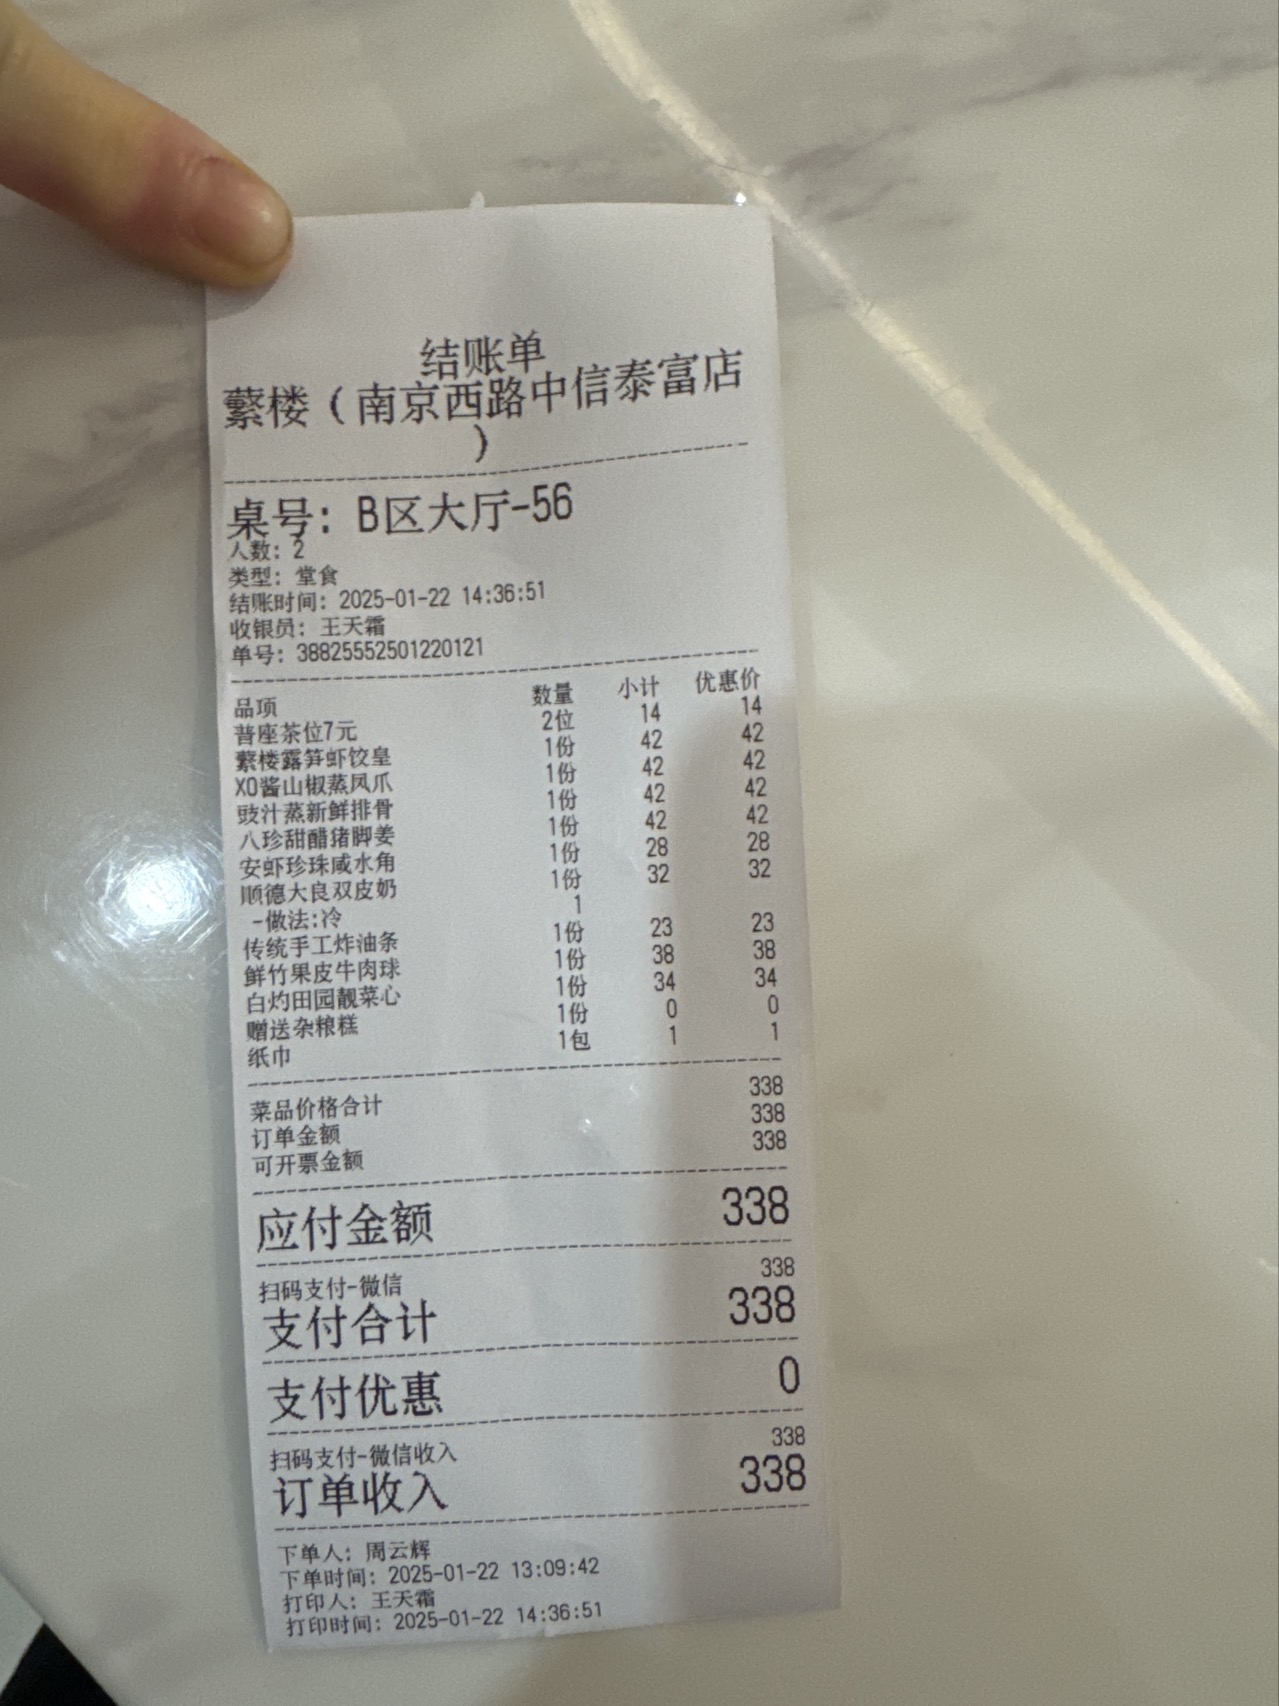 结账单
蘩楼（南京西路中信泰富店
）
桌号: B区大厅-56
人数: 2
类型: 堂食
结账时间: 2025-01-22 14:36:51
收银员: 王天霜
单号: 388255552501220121
品项 数量 小计 优惠价
普座茶位7元 2位 14 14
蘩楼露笋虾饺皇 1份 42 42
XO酱山椒蒸凤爪 1份 42 42
豉汁蒸新鲜排骨 1份 42 42
八珍甜醋猪脚姜 1份 42 42
安虾珍珠咸水角 1份 28 28
顺德大良双皮奶 1份 32 32
-做法:冷 1
传统手工炸油条 1份 23 23
鲜竹果皮牛肉球 1份 38 38
白灼田园靓菜心 1份 34 34
赠送杂粮糕 1份 0 0
纸巾 1包 1 1
菜品价格合计 338
订单金额 338
可开票金额 338
应付金额 338
扫码支付-微信 338
支付合计 338
支付优惠 0
扫码支付-微信收入 338
订单收入 338
下单人: 周云辉
下单时间: 2025-01-22 13:09:42
打印人: 王天霜
打印时间: 2025-01-22 14:36:51